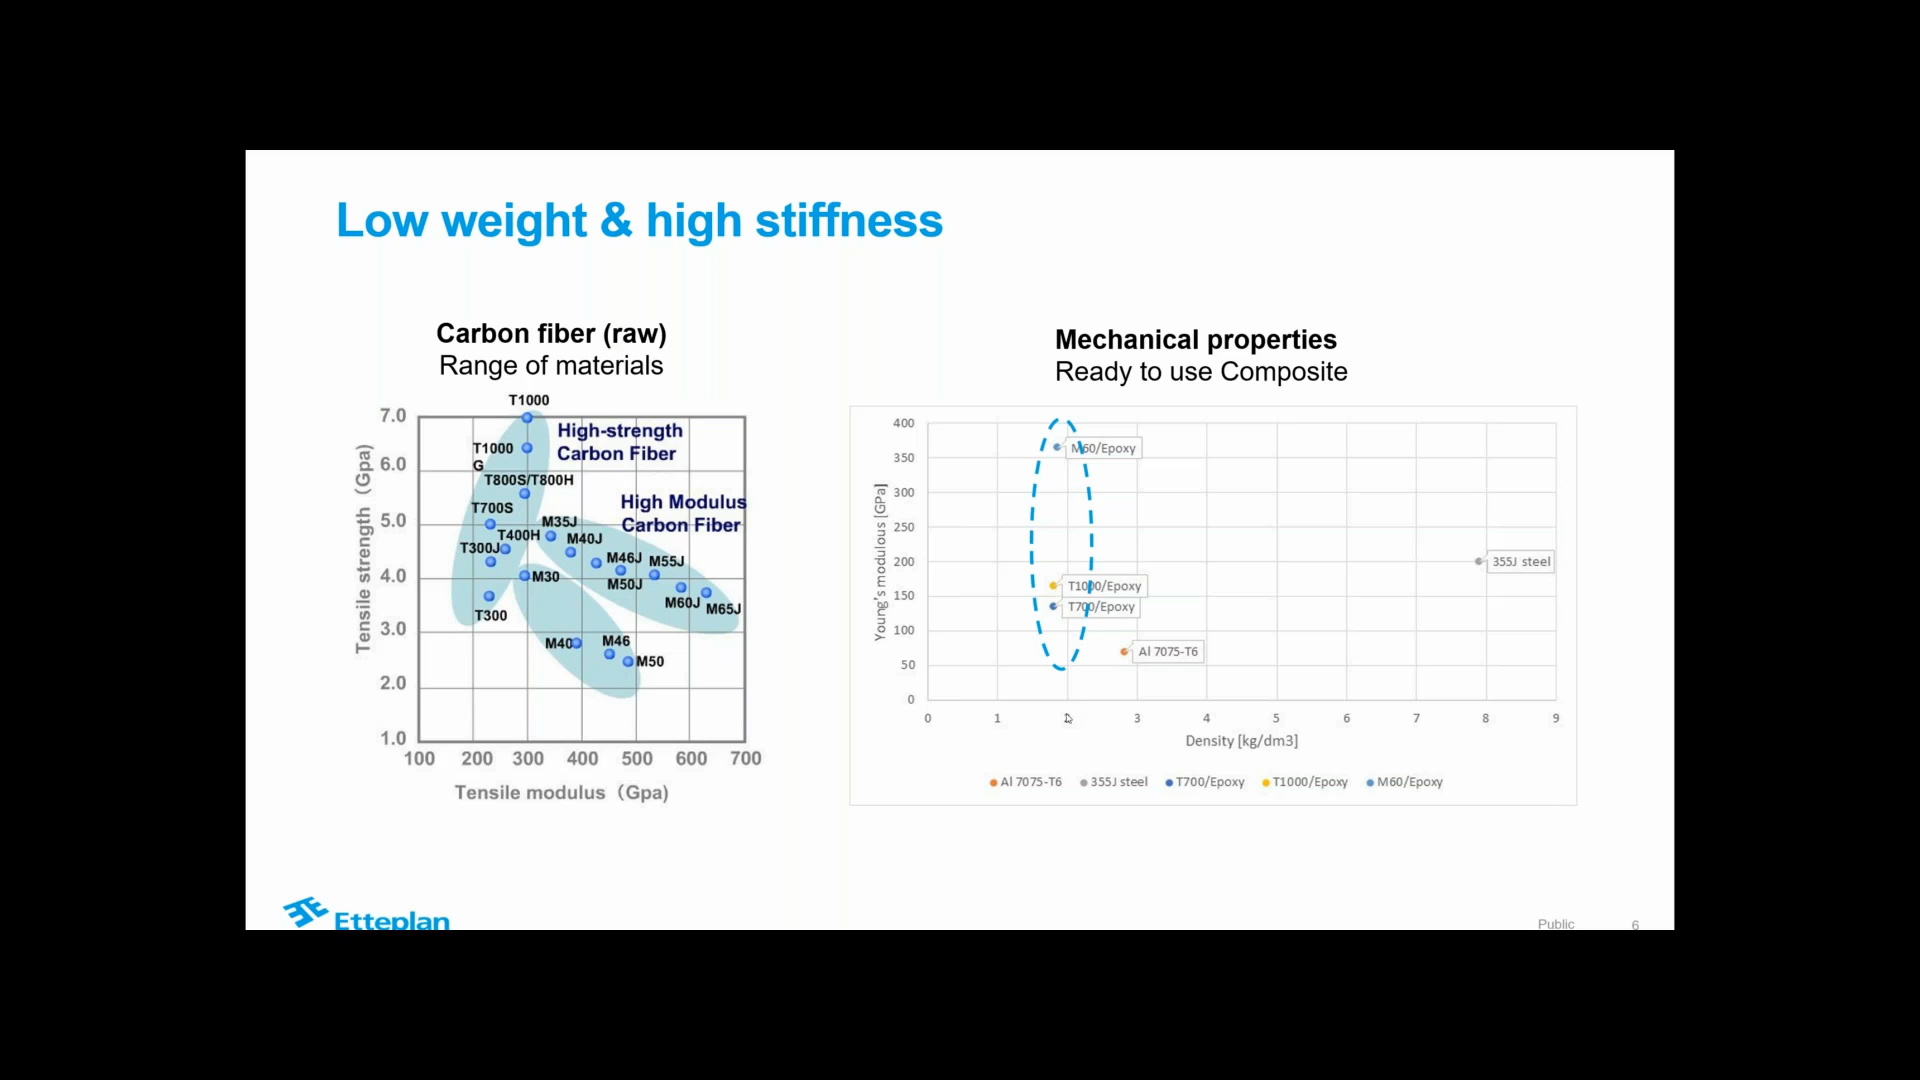 Low weight & high stiffness
Carbon fiber (raw)
Range of materials
T1000
7.0
High-strength
Carbon Fiber
T1000
G
6.0
T800S/T800H
High Modulus
Carbon Fiber
T700S
5.0
M35J
T400H
M40J
T300J
M46J
M55J
4.0
M30
M50J
M60J
M65J
T300
3.0
M40
M46
M50
2.0
1.0
100 200 300 400 500 600 700
Tensile strength (Gpa)
Tensile modulus (Gpa)
Mechanical properties
Ready to use Composite
400
350
300
250
200
150
100
50
0
M60/Epoxy
355J steel
T1000/Epoxy
T700/Epoxy
Al 7075-T6
Young's modulous [GPa]
0 1 2 3 4 5 6 7 8 9
Density [kg/dm3]
Al 7075-T6 355J steel T700/Epoxy T1000/Epoxy M60/Epoxy
Etteplan
Public 6